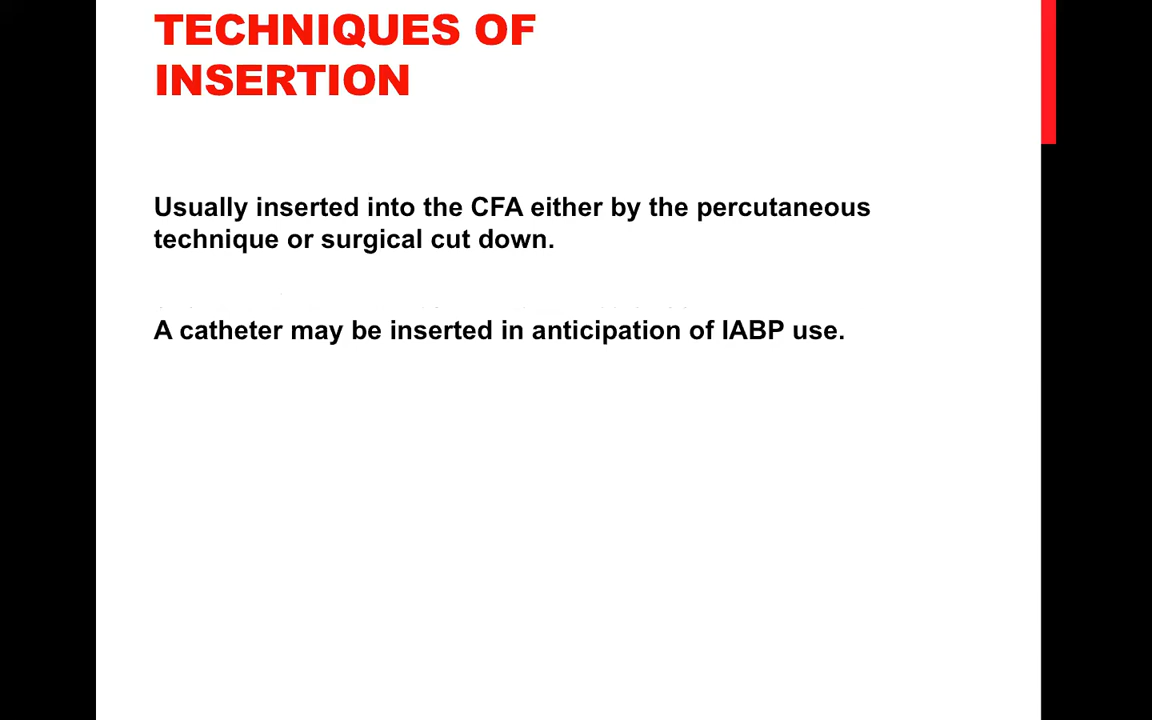 TECHNIQUES OF
INSERTION
Usually inserted into the CFA either by the percutaneous
technique or surgical cut down.
A catheter may be inserted in anticipation of IABP use.